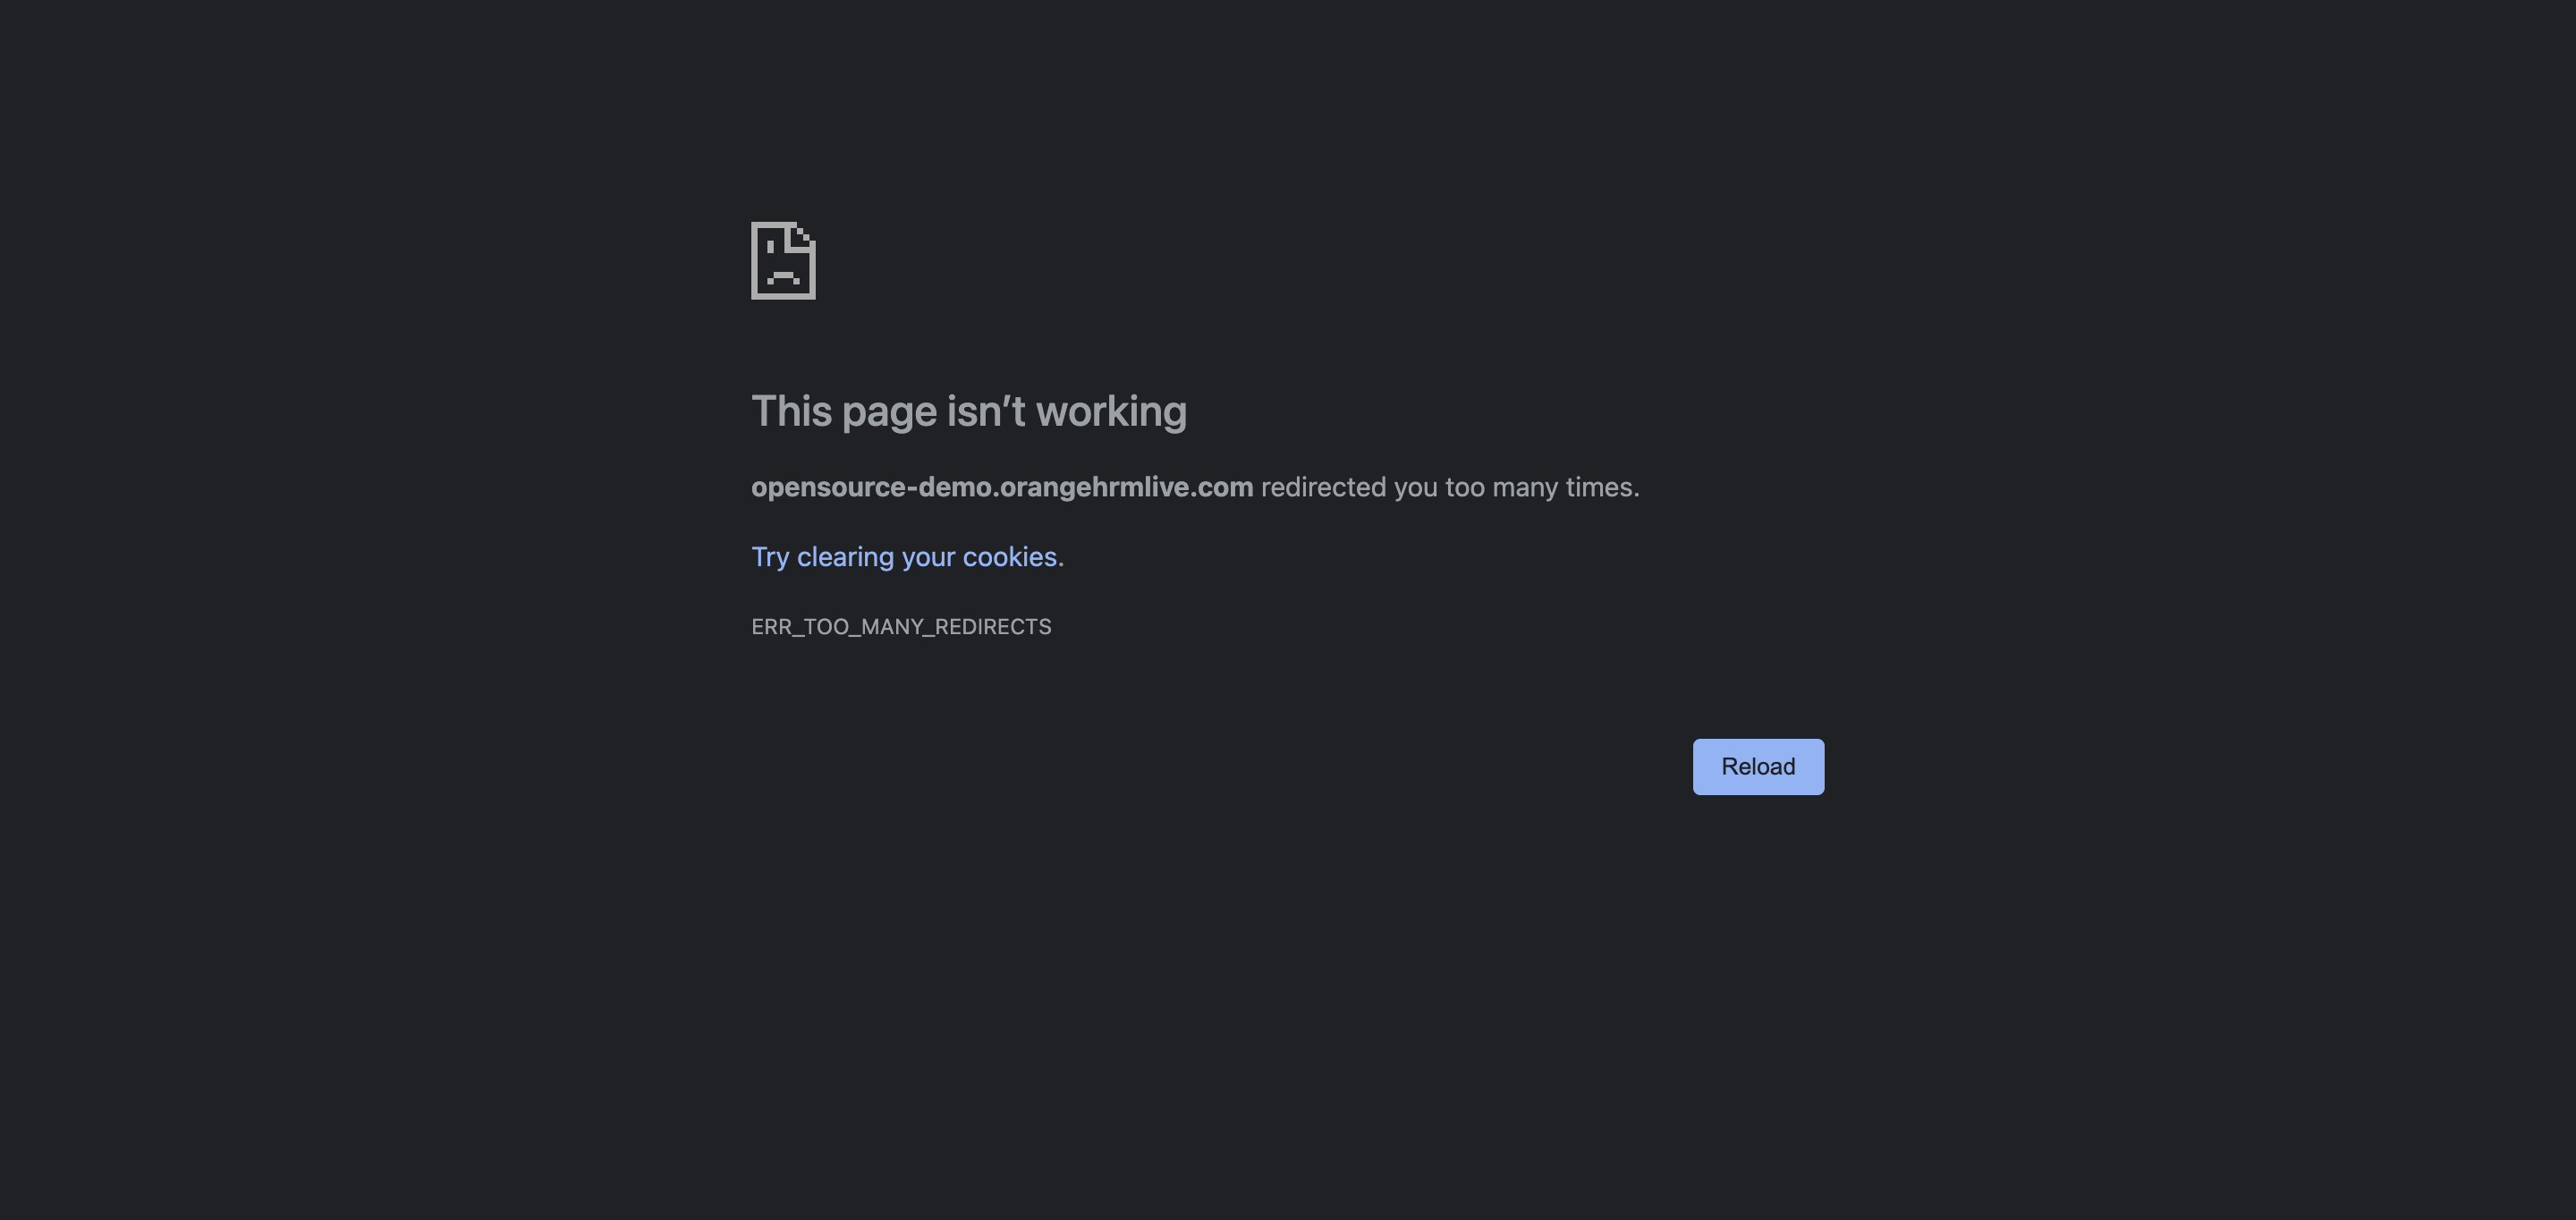 This page isn’t working
opensource-demo.orangehrmlive.com redirected you too many times.
Try clearing your cookies.
ERR_TOO_MANY_REDIRECTS
Reload